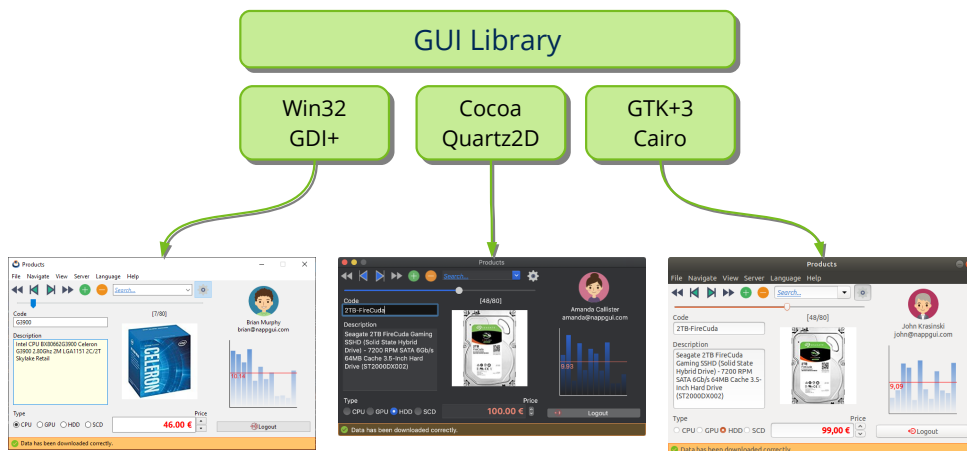 GUI Library
Win32
GDI+
Cocoa
Quartz2D
GTK+3
Cairo
Products
File Navigate View Server Language Help
Search...
[7/80]
Code
G3900
Description
Intel CPU BX80662G3900 Celeron
G3900 2.80Ghz 2M LGA1151 2C/2T
Skylake Retail
CELERON
Brian Murphy
brian@nappgui.com
10.14
Type
CPU GPU HDD SCD
Price
46.00 €
Logout
Data has been downloaded correctly.
Products
Search...
[48/80]
Code
2TB-FireCuda
Description
Seagate 2TB FireCuda Gaming
SSHD (Solid State Hybrid
Drive) - 7200 RPM SATA 6Gb/s
64MB Cache 3.5-Inch Hard
Drive (ST2000DX002)
Amanda Callister
amanda@nappgui.com
9.93
Type
CPU GPU HDD SCD
Price
100.00 €
Logout
Data has been downloaded correctly.
Products
File Navigate View Server Language Help
Search...
[48/80]
Code
2TB-FireCuda
Description
Seagate 2TB FireCuda
Gaming SSHD (Solid State
Hybrid Drive) - 7200 RPM
SATA 6Gb/s 64MB Cache 3.5-
Inch Hard Drive
(ST2000DX002)
John Krasinski
john@nappgui.com
9,09
Type
CPU GPU HDD SCD
Price
99,00 €
Logout
Data has been downloaded correctly.